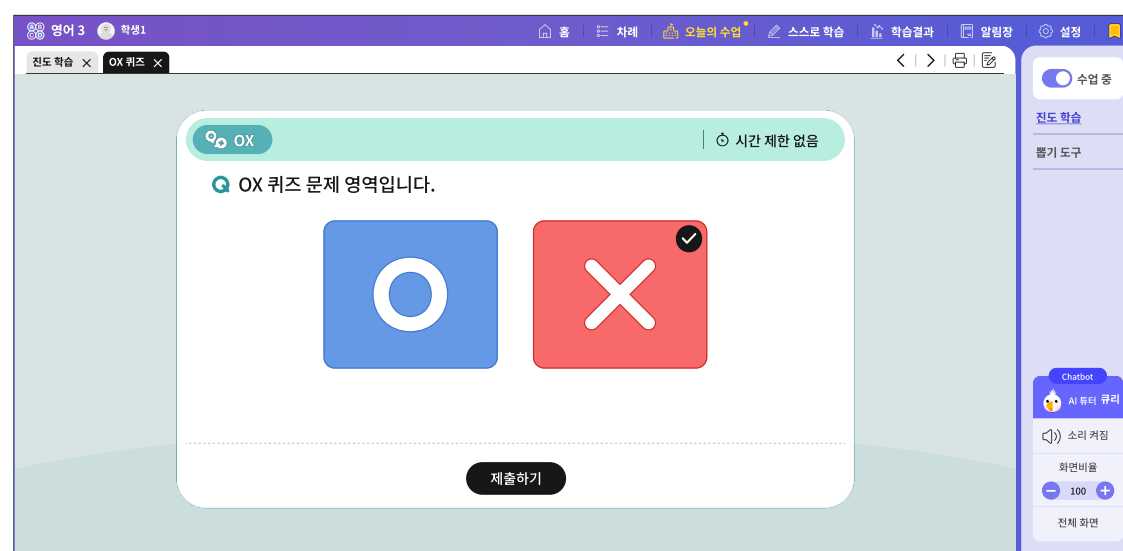 영어 3 학생1 홈 차례 오늘의 수업 스스로 학습 학습결과 알림장 설정
진도 학습 OX 퀴즈
수업 중
진도 학습
뽑기 도구
OX 시간 제한 없음
Q OX 퀴즈 문제 영역입니다.
제출하기
Chatbot
AI 튜터 큐리
소리 켜짐
화면비율
100
전체 화면